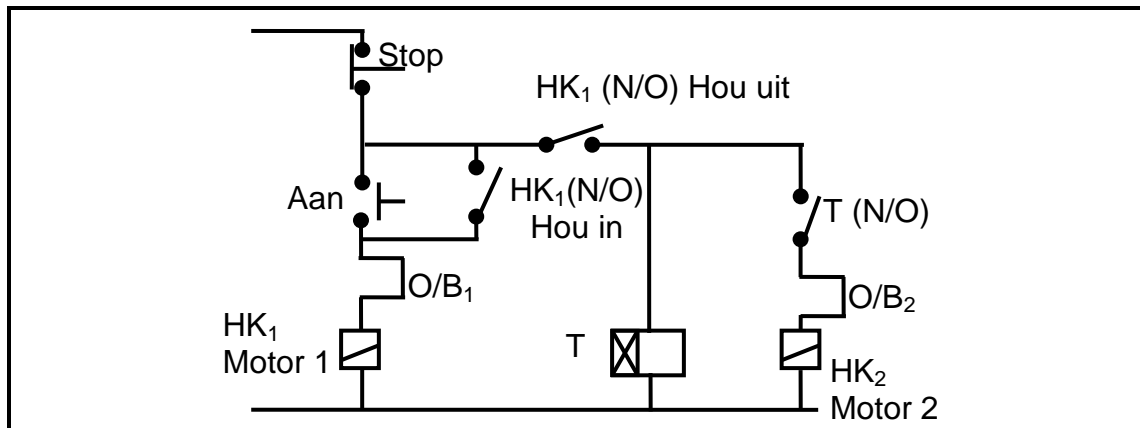 Stop
HK₁ (N/O) Hou uit
Aan
HK₁(N/O)
Hou in
T (N/O)
O/B₁
O/B₂
HK₁
Motor 1
T
HK₂
Motor 2